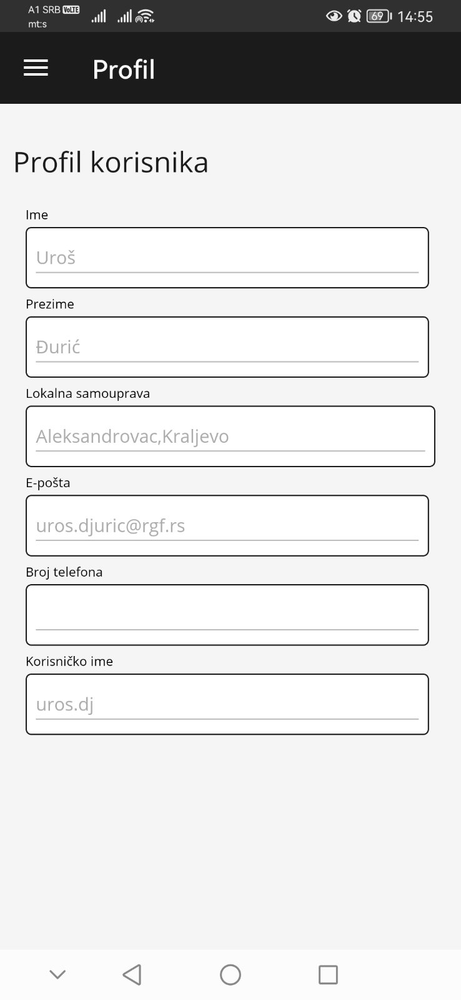 A1 SRB VoLTE
mt:s
69 14:55
Profil
Profil korisnika
Ime
Uroš
Prezime
Đurić
Lokalna samouprava
Aleksandrovac,Kraljevo
E-pošta
uros.djuric@rgf.rs
Broj telefona
Korisničko ime
uros.dj